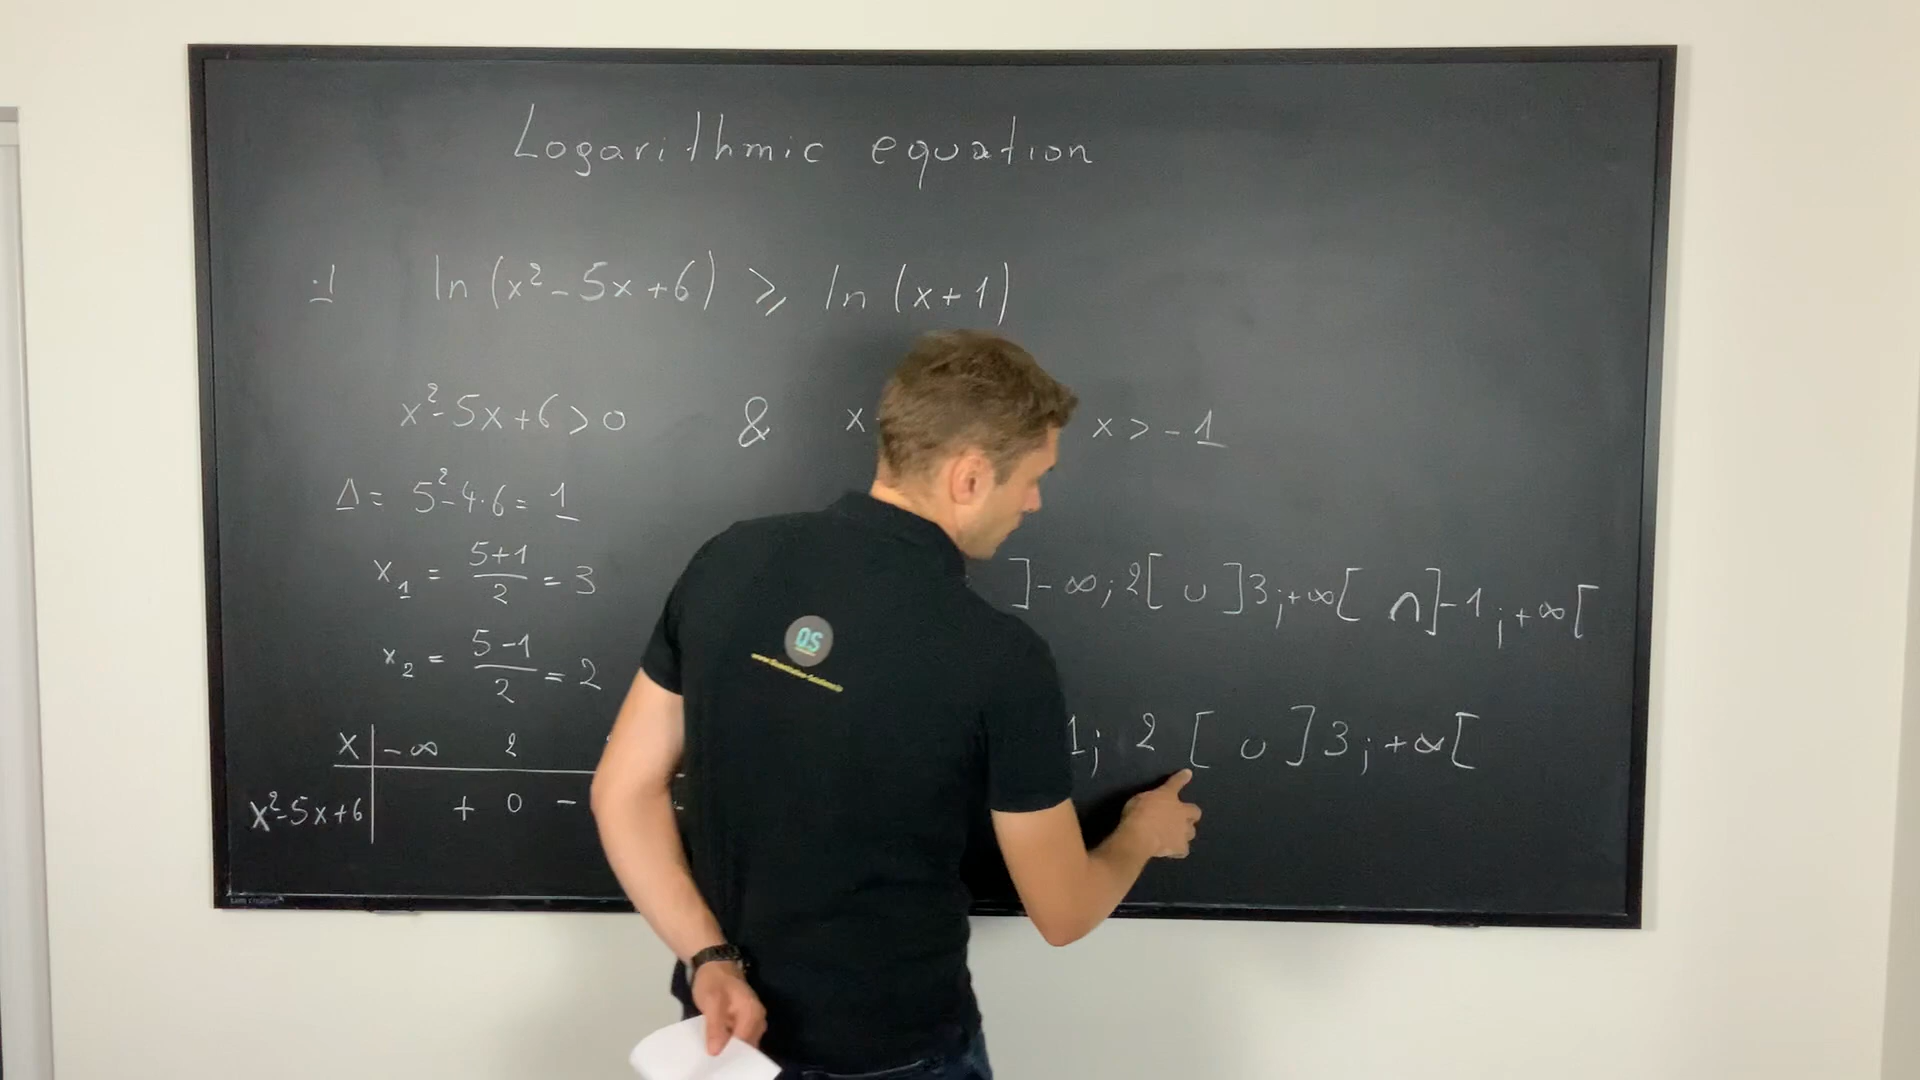 Logarithmic equation
.1 ln (x² - 5x + 6) ⩾ ln (x + 1)
x² - 5x + 6 > 0 & x x > - 1
Δ = 5² - 4 · 6 = 1
x₁ = (5 + 1)/2 = 3
]-∞; 2[ ∪ ]3; +∞[ ∩ ]-1; +∞[
x₂ = (5 - 1)/2 = 2
x | -∞ 2
1; 2 [ ∪ ]3; +∞[
x² - 5x + 6 | + 0 -
QS